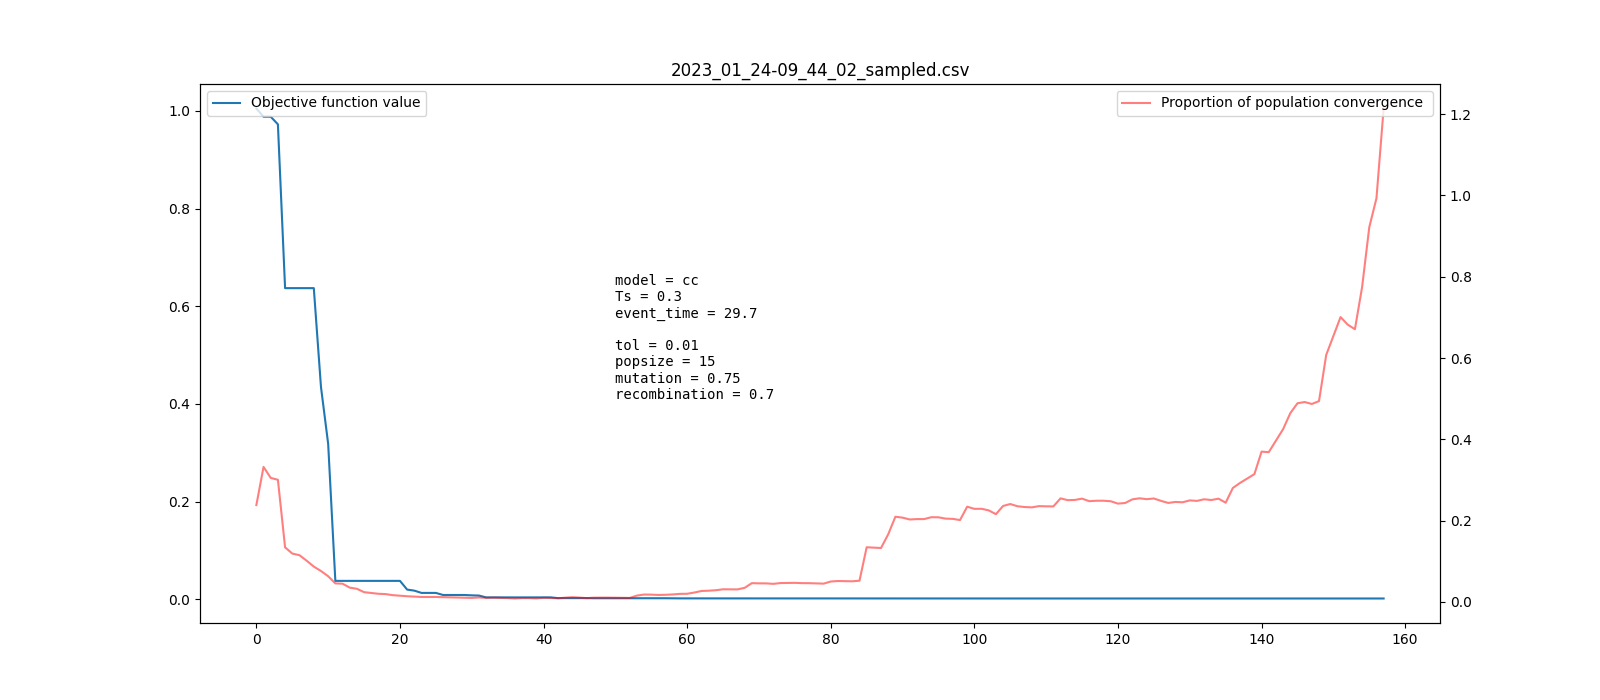 2023_01_24-09_44_02_sampled.csv
Objective function value
Proportion of population convergence
1.0
0.8
0.6
0.4
0.2
0.0
model = cc
Ts = 0.3
event_time = 29.7
tol = 0.01
popsize = 15
mutation = 0.75
recombination = 0.7
1.2
1.0
0.8
0.6
0.4
0.2
0.0
0 20 40 60 80 100 120 140 160